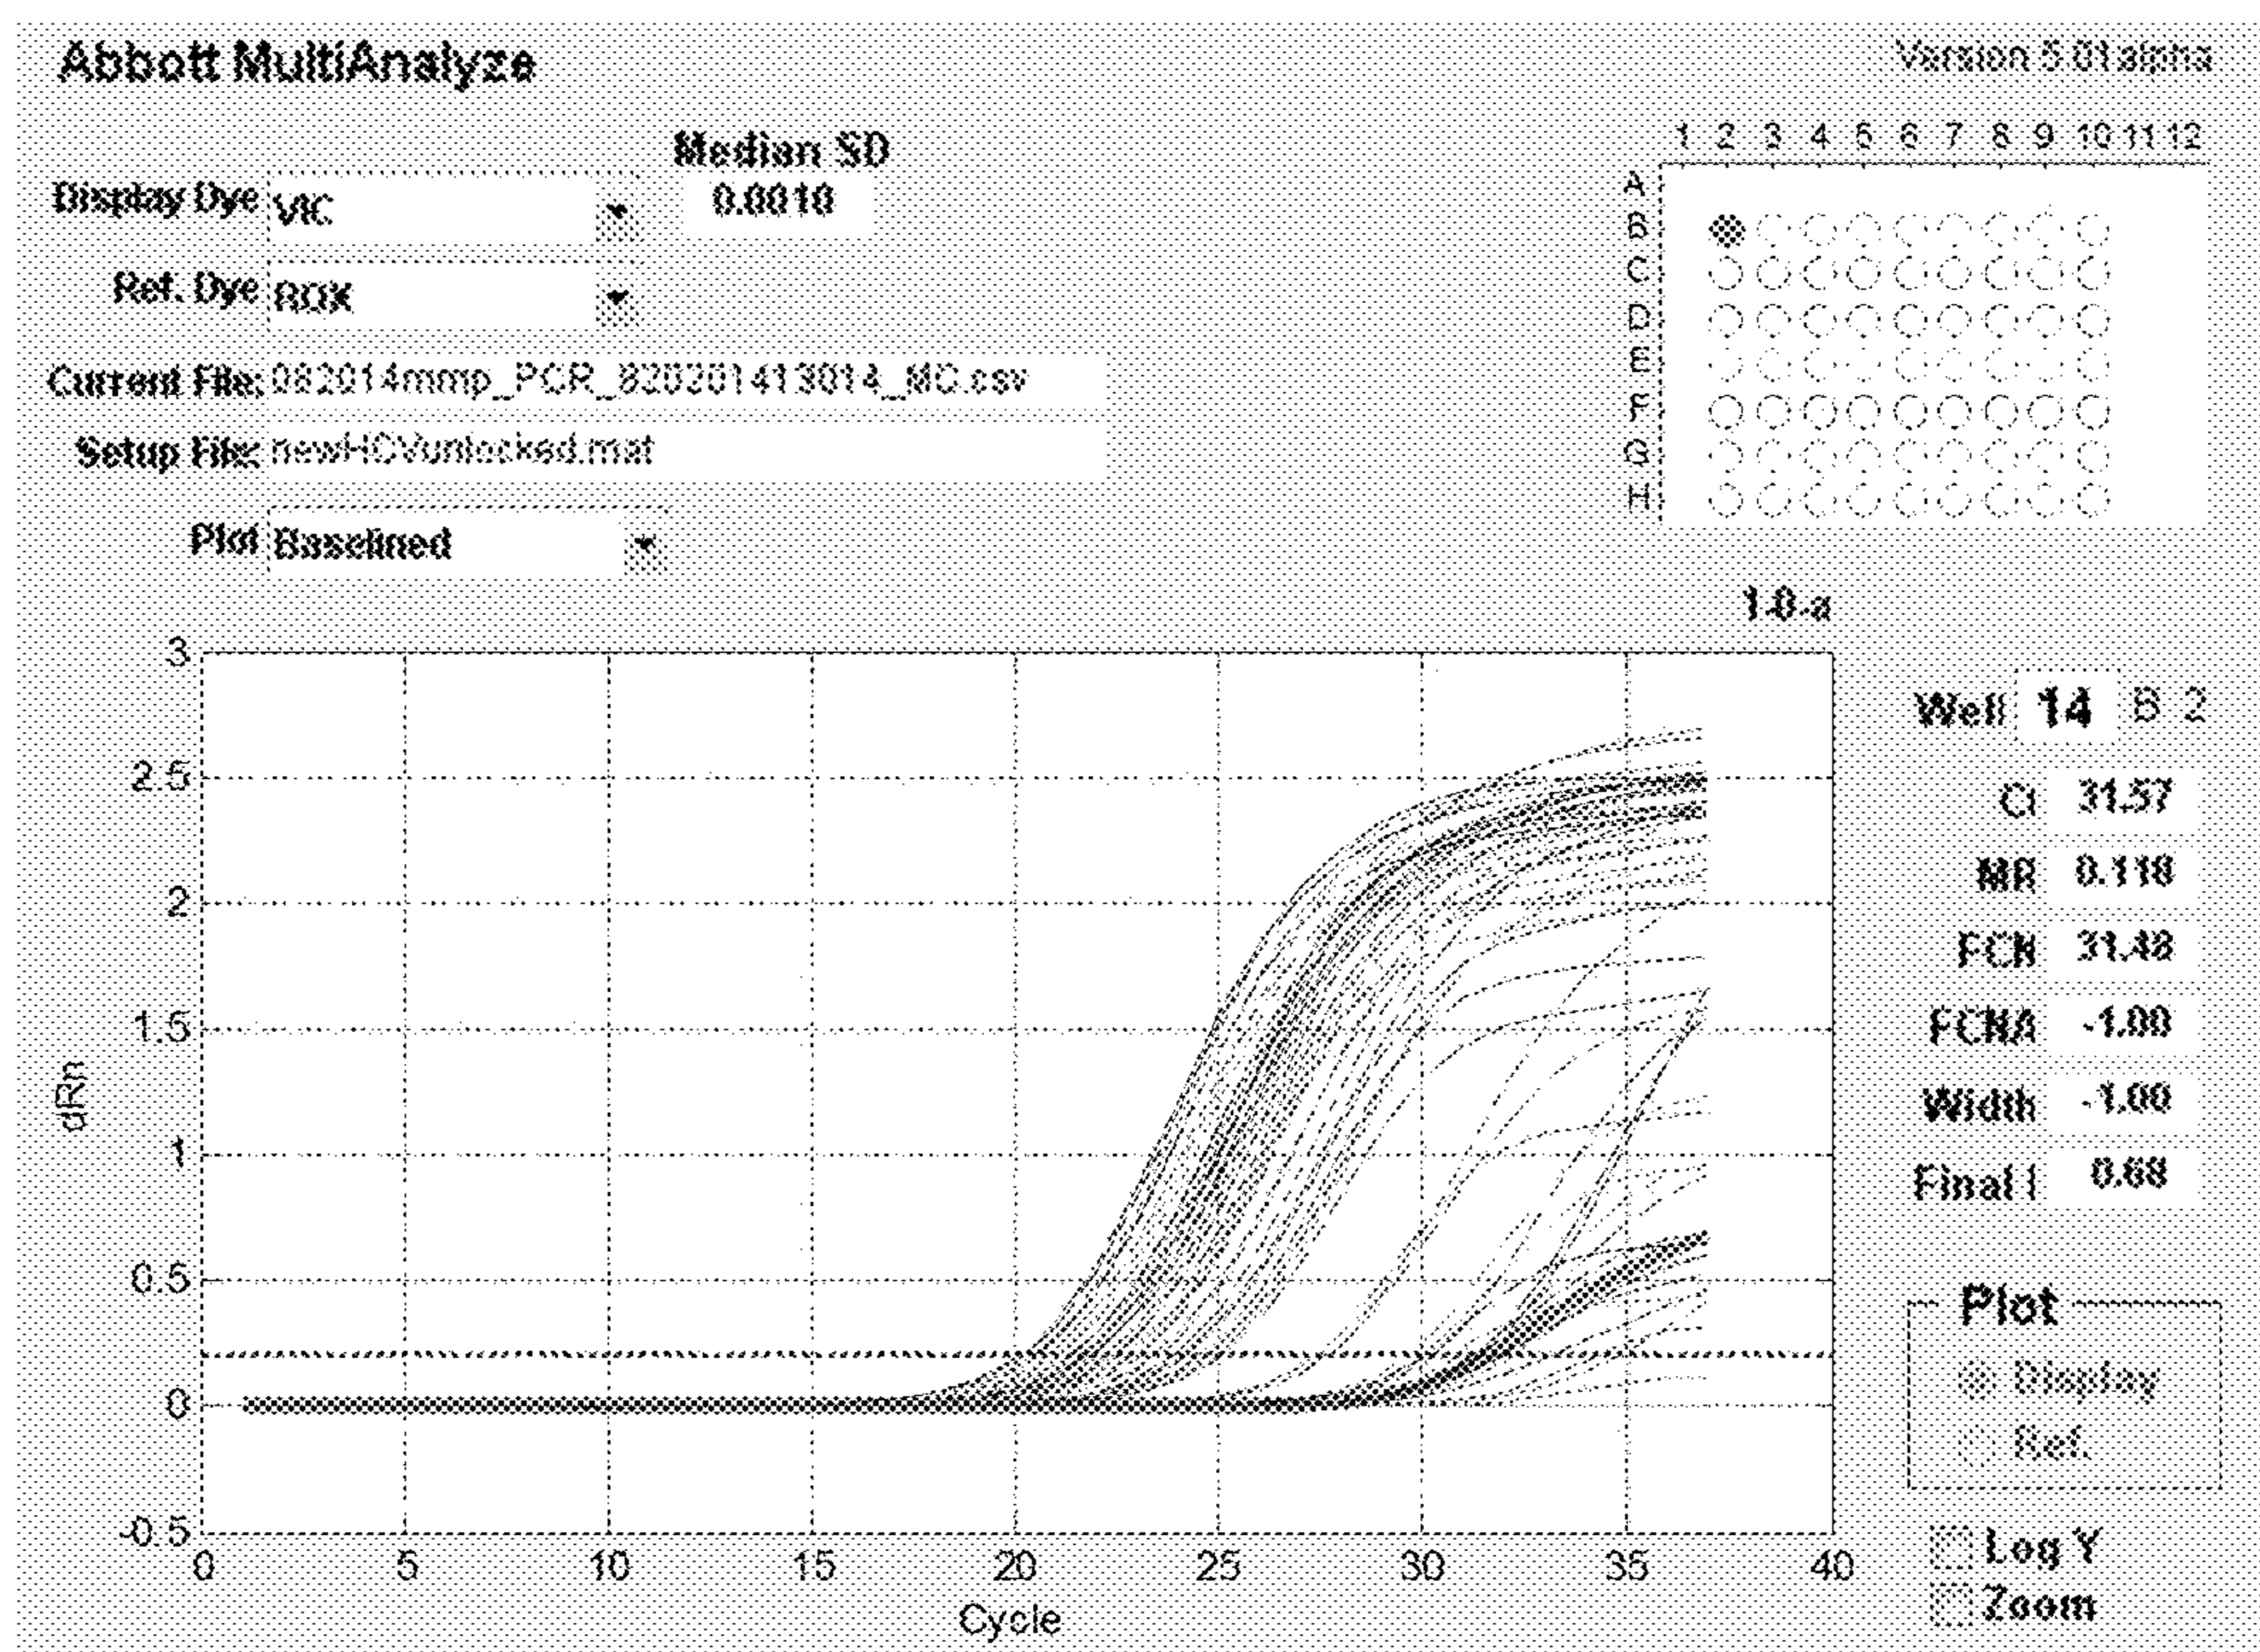 Abbott MultiAnalyze
Version 5.01alpha
Median SD
0.0010
Display Dye VIC
Ref. Dye ROX
Current File: 082014mmp_PCR_820201413014_MC.csv
Setup File: newHCVunlocked.mat
Plot Baselined
1 2 3 4 5 6 7 8 9 10 11 12
A
B
C
D
E
F
G
H
1-0-a
3
2.5
2
1.5
1
0.5
0
-0.5
dRn
0 5 10 15 20 25 30 35 40
Cycle
Well 14 B 2
Ct 31.57
MR 0.118
FCN 31.48
FCNA -1.00
Width -1.00
Final I 0.68
Plot
Display
Ref.
Log Y
Zoom